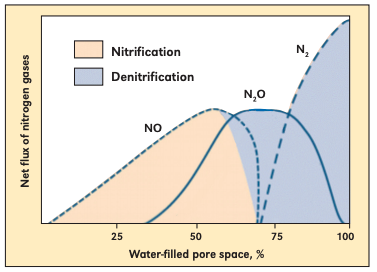 Nitrification
Denitrification
N₂
N₂O
NO
Net flux of nitrogen gases
25 50 75 100
Water-filled pore space, %